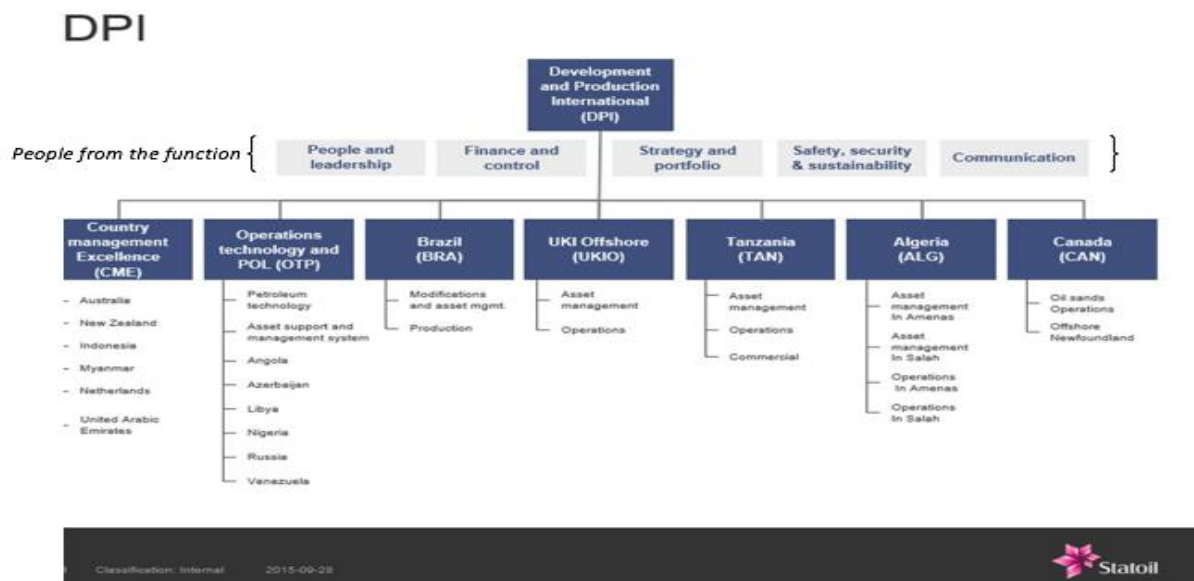 DPI
Development
and Production
International
(DPI)
People from the function {
People and
leadership
Finance and
control
Strategy and
portfolio
Safety, security
& sustainability
Communication
}
Country
management
Excellence
(CME)
Australia
New Zealand
Indonesia
Myanmar
Netherlands
United Arabic
Emirates
Operations
technology and
POL (OTP)
Petroleum
technology
Asset support and
management system
Angola
Azerbaijan
Libya
Nigeria
Russia
Venezuela
Brazil
(BRA)
Modifications
and asset mgmt.
Production
UKI Offshore
(UKIO)
Asset
management
Operations
Tanzania
(TAN)
Asset
management
Operations
Commercial
Algeria
(ALG)
Asset
management
In Amenas
Asset
management
In Salah
Operations
In Amenas
Operations
In Salah
Canada
(CAN)
Oil sands
Operations
Offshore
Newfoundland
Classification: Internal 2015-09-28
Statoil